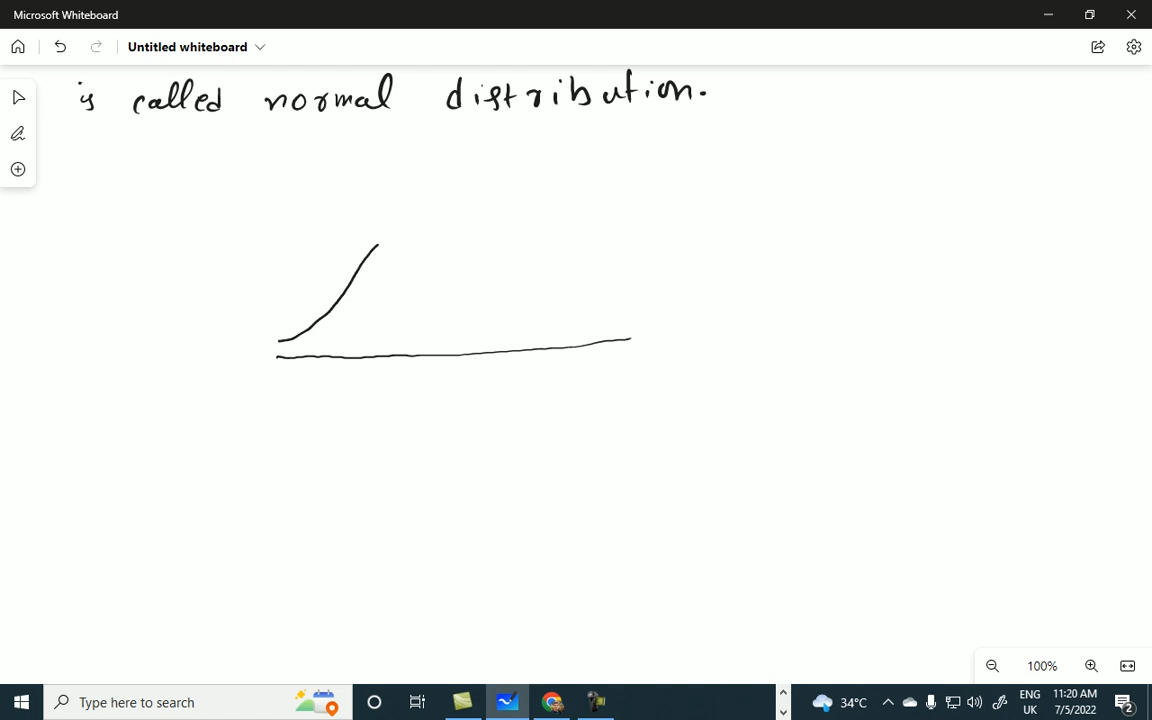 Microsoft Whiteboard
Untitled whiteboard
is called normal distribution.
100%
Type here to search
34°C
ENG
UK
11:20 AM
7/5/2022
2